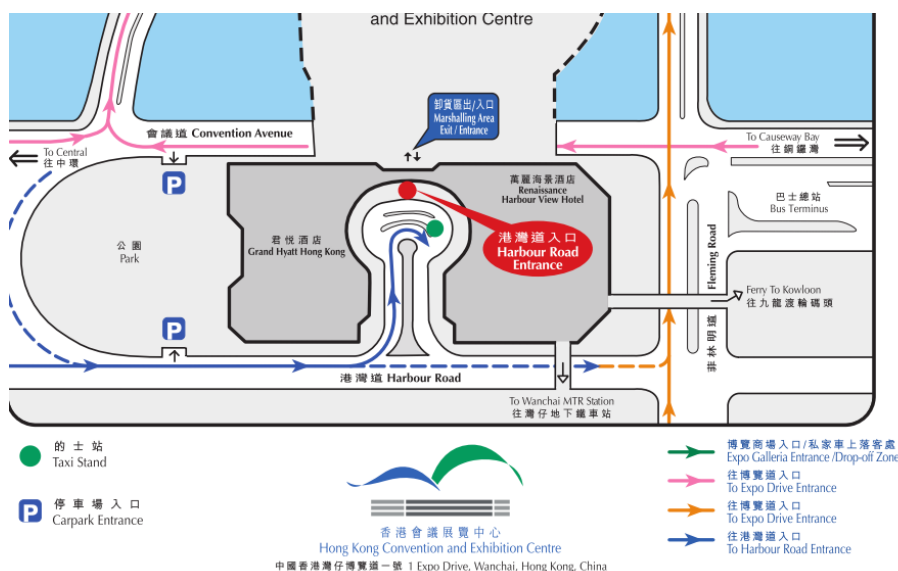 and Exhibition Centre
卸貨區出/入口
Marshalling Area
Exit / Entrance
會議道 Convention Avenue
To Central
往中環
To Causeway Bay
往銅鑼灣
P
萬麗海景酒店
Renaissance
Harbour View Hotel
巴士總站
Bus Terminus
君悅酒店
Grand Hyatt Hong Kong
公園
Park
港灣道入口
Harbour Road
Entrance
菲林明道 Fleming Road
Ferry To Kowloon
往九龍渡輪碼頭
P
港灣道 Harbour Road
To Wanchai MTR Station
往灣仔地下鐵車站
的士站
Taxi Stand
P
停車場入口
Carpark Entrance
香港會議展覽中心
Hong Kong Convention and Exhibition Centre
中國香港灣仔博覽道一號 1 Expo Drive, Wanchai, Hong Kong, China
博覽商場入口/私家車上落客處
Expo Galleria Entrance /Drop-off Zone
往博覽道入口
To Expo Drive Entrance
往博覽道入口
To Expo Drive Entrance
往港灣道入口
To Harbour Road Entrance